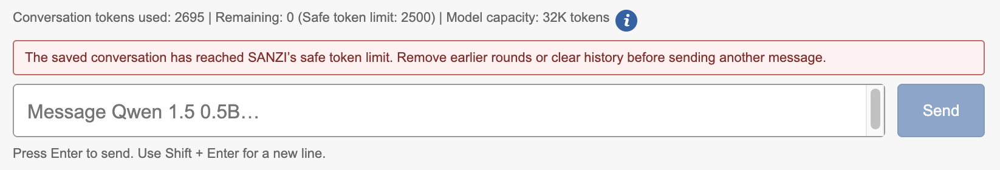 Conversation tokens used: 2695 | Remaining: 0 (Safe token limit: 2500) | Model capacity: 32K tokens i
The saved conversation has reached SANZI’s safe token limit. Remove earlier rounds or clear history before sending another message.
Message Qwen 1.5 0.5B…
Send
Press Enter to send. Use Shift + Enter for a new line.